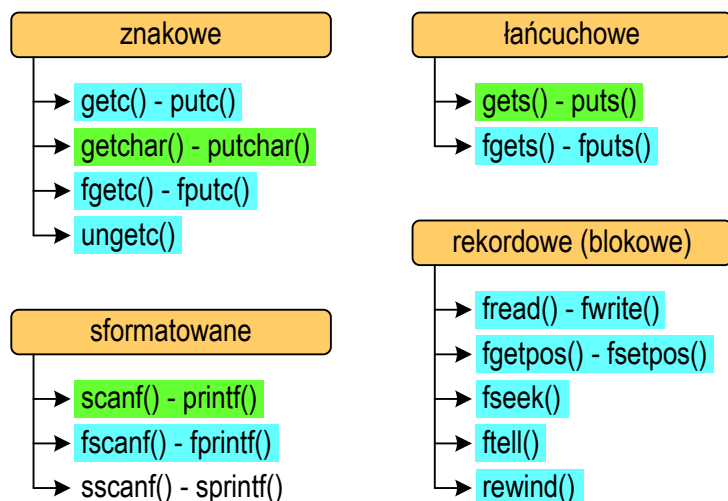 znakowe
getc() - putc()
getchar() - putchar()
fgetc() - fputc()
ungetc()
sformatowane
scanf() - printf()
fscanf() - fprintf()
sscanf() - sprintf()
łańcuchowe
gets() - puts()
fgets() - fputs()
rekordowe (blokowe)
fread() - fwrite()
fgetpos() - fsetpos()
fseek()
ftell()
rewind()